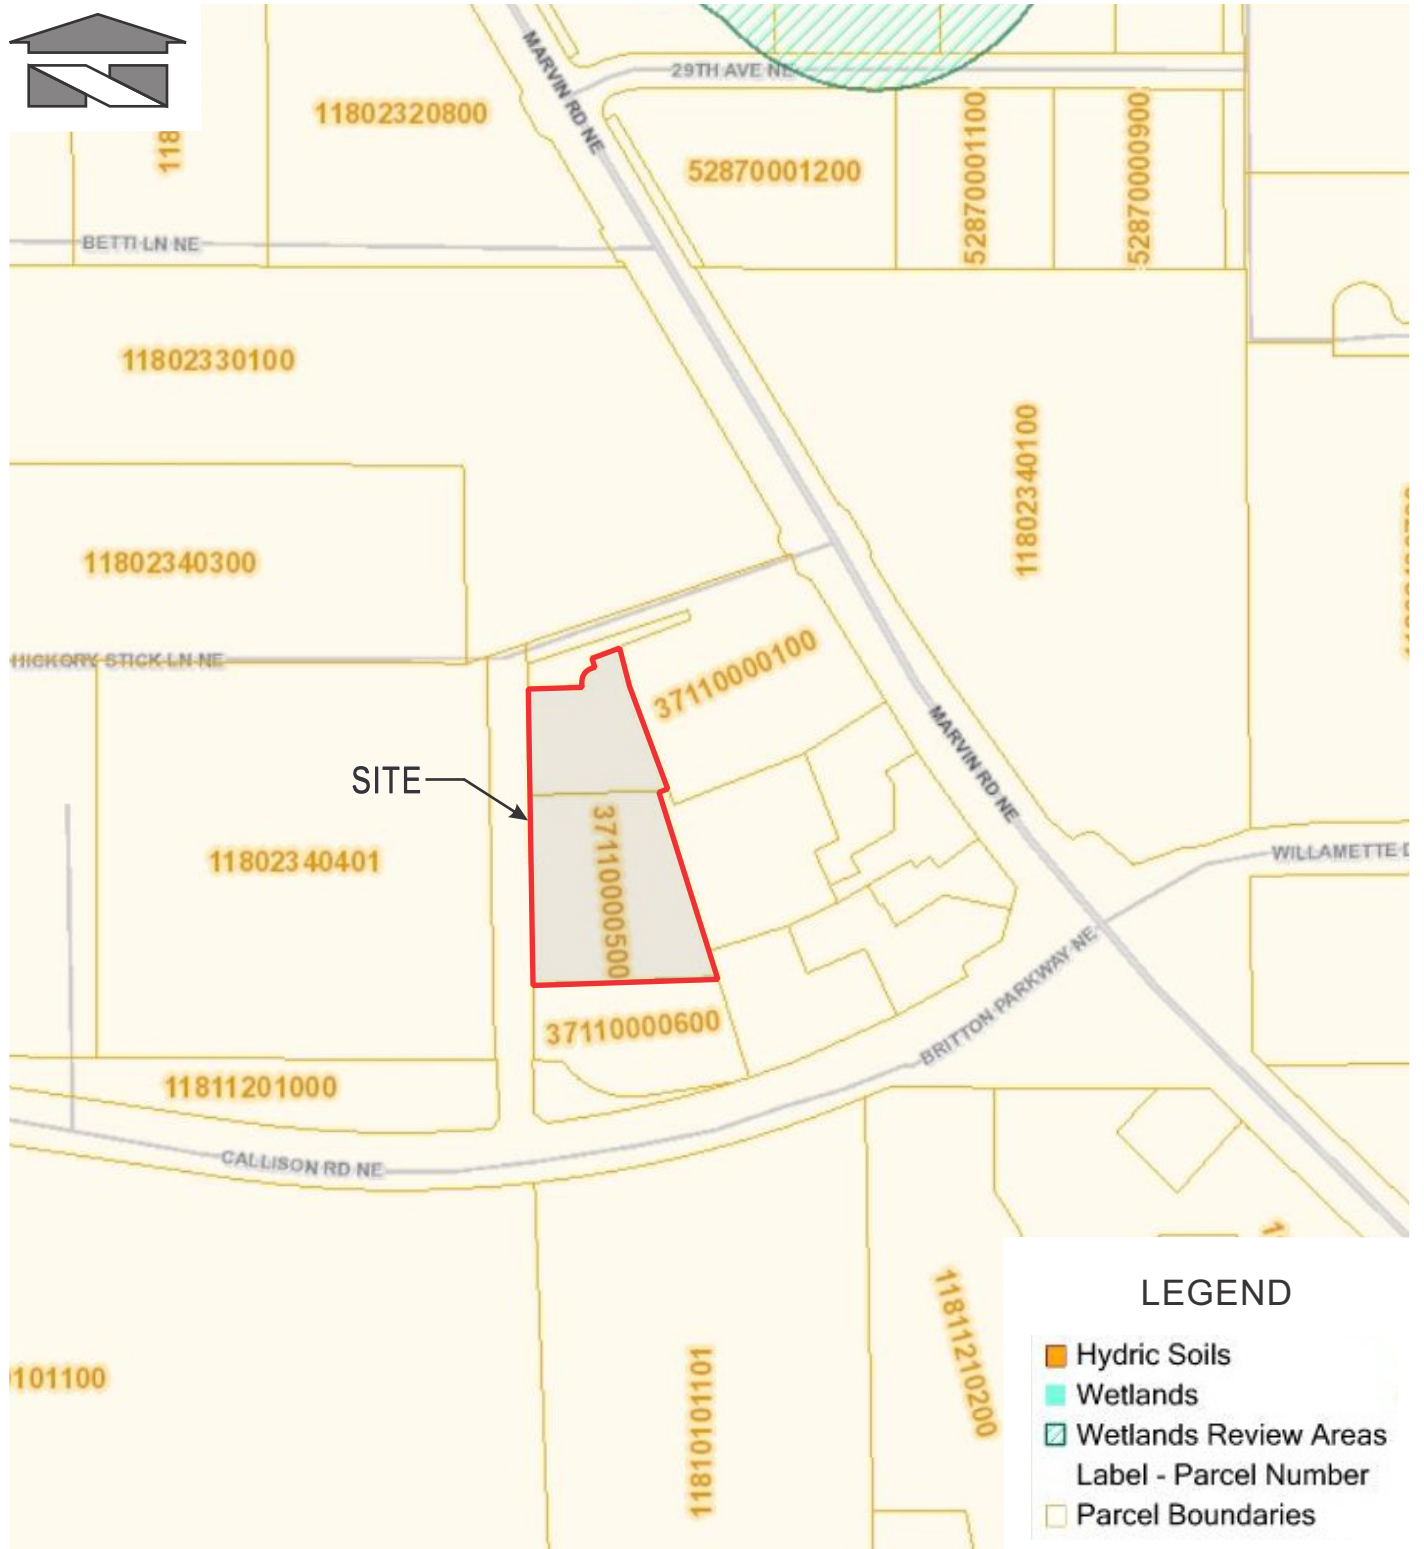 MARVIN RD NE
29TH AVE NE
11802320800
118
52870001200
52870001100
52870000900
BETTI LN NE
11802330100
11802340100
11802340300
HICKORY STICK LN NE
37110000100
MARVIN RD NE
SITE
37110000500
11802340401
WILLAMETTE D
BRITTON PARKWAY NE
37110000600
11811201000
CALLISON RD NE
11811210200
101100
11810101101
LEGEND
Hydric Soils
Wetlands
Wetlands Review Areas
Label - Parcel Number
Parcel Boundaries